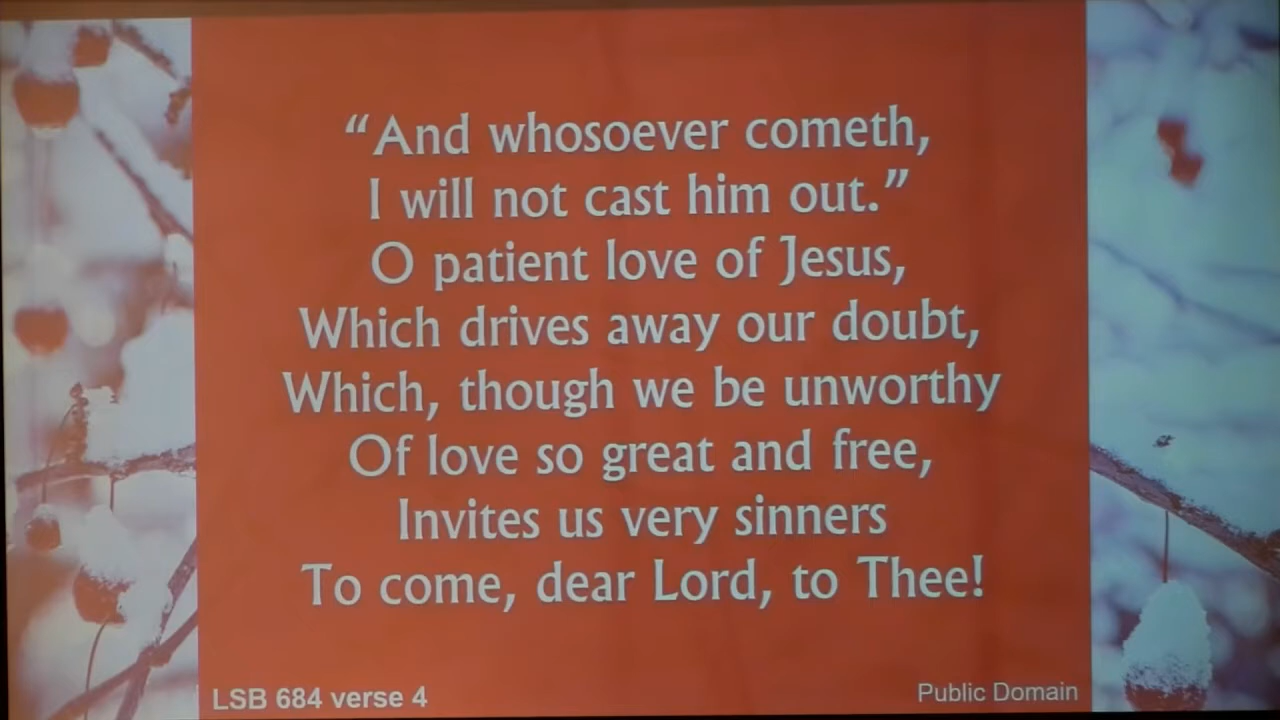 “And whosoever cometh,
I will not cast him out.”
O patient love of Jesus,
Which drives away our doubt,
Which, though we be unworthy
Of love so great and free,
Invites us very sinners
To come, dear Lord, to Thee!
LSB 684 verse 4
Public Domain